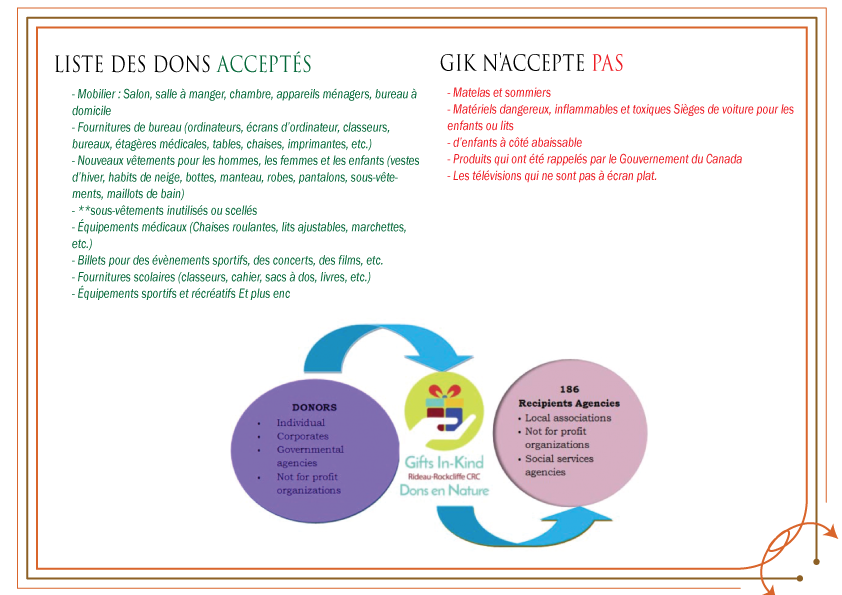 LISTE DES DONS ACCEPTÉS
- Mobilier : Salon, salle à manger, chambre, appareils ménagers, bureau à
domicile
- Fournitures de bureau (ordinateurs, écrans d'ordinateur, classeurs,
bureaux, étagères médicales, tables, chaises, imprimantes, etc.)
- Nouveaux vêtements pour les hommes, les femmes et les enfants (vestes
d'hiver, habits de neige, bottes, manteau, robes, pantalons, sous-vête-
ments, maillots de bain)
- **sous-vêtements inutilisés ou scellés
- Équipements médicaux (Chaises roulantes, lits ajustables, marchettes,
etc.)
- Billets pour des évènements sportifs, des concerts, des films, etc.
- Fournitures scolaires (classeurs, cahier, sacs à dos, livres, etc.)
- Équipements sportifs et récréatifs Et plus enc
GIK N'ACCEPTE PAS
- Matelas et sommiers
- Matériels dangereux, inflammables et toxiques Sièges de voiture pour les
enfants ou lits
- d'enfants à côté abaissable
- Produits qui ont été rappelés par le Gouvernement du Canada
- Les télévisions qui ne sont pas à écran plat.
DONORS
• Individual
• Corporates
• Governmental
agencies
• Not for profit
organizations
Gifts In-Kind
Rideau-Rockcliffe CRC
Dons en Nature
186
Recipients Agencies
• Local associations
• Not for profit
organizations
• Social services
agencies